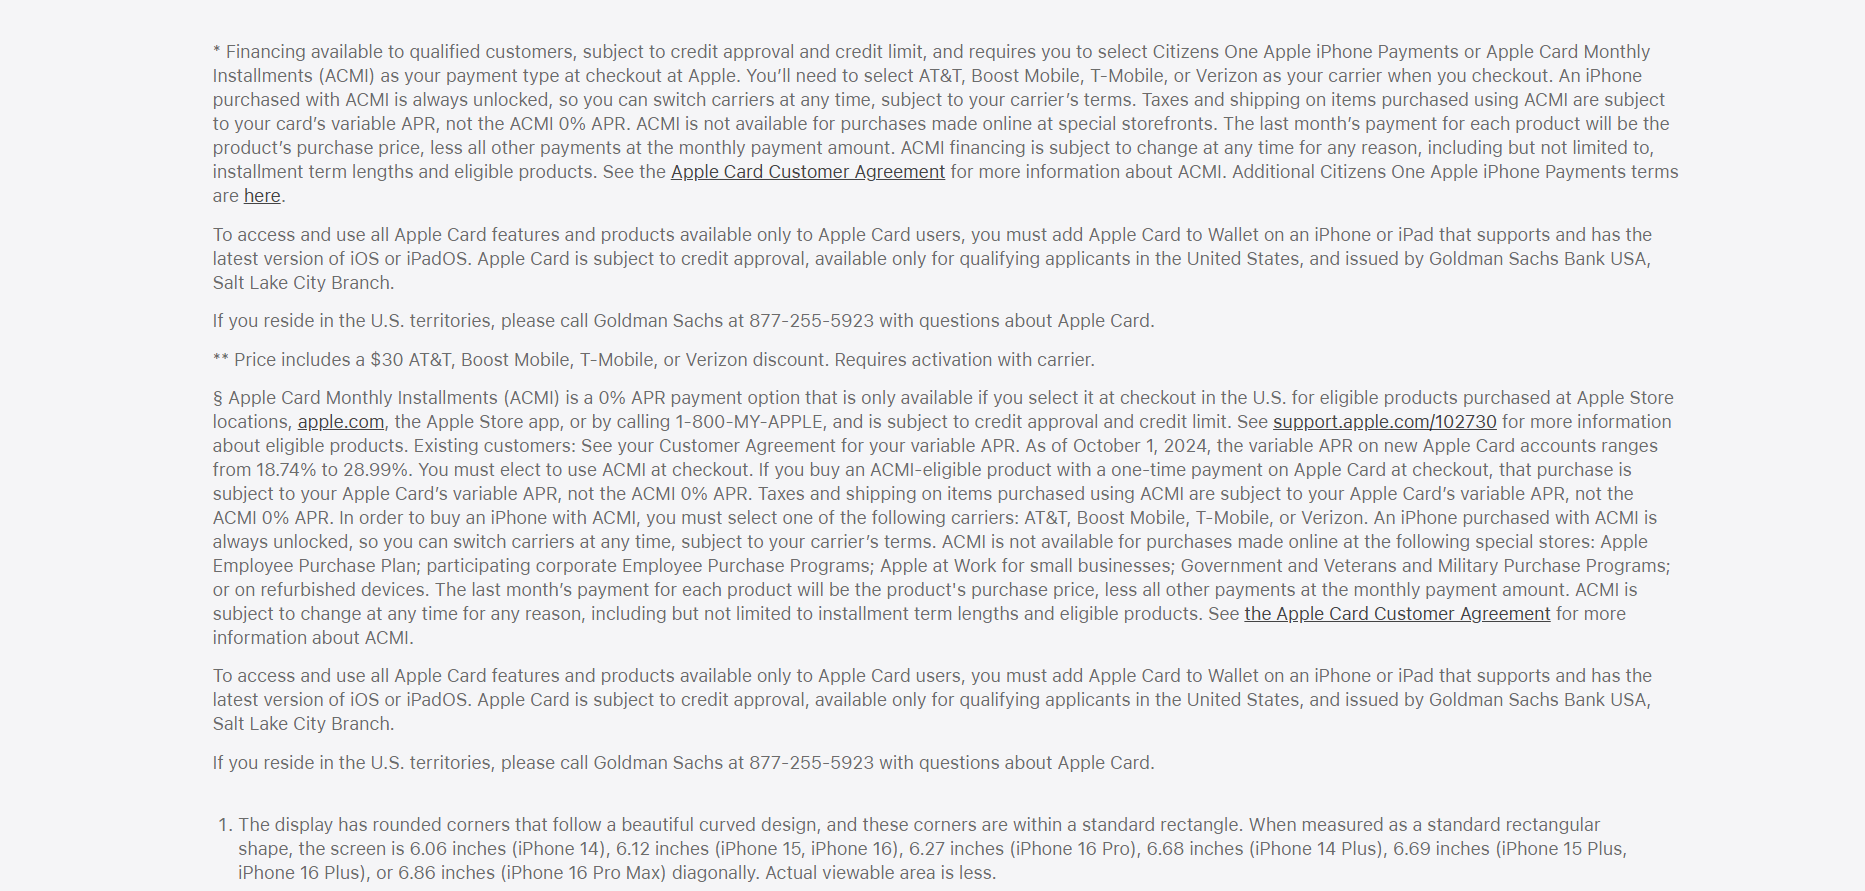 * Financing available to qualified customers, subject to credit approval and credit limit, and requires you to select Citizens One Apple iPhone Payments or Apple Card Monthly
Installments (ACMI) as your payment type at checkout at Apple. You’ll need to select AT&T, Boost Mobile, T-Mobile, or Verizon as your carrier when you checkout. An iPhone
purchased with ACMI is always unlocked, so you can switch carriers at any time, subject to your carrier’s terms. Taxes and shipping on items purchased using ACMI are subject
to your card’s variable APR, not the ACMI 0% APR. ACMI is not available for purchases made online at special storefronts. The last month’s payment for each product will be the
product’s purchase price, less all other payments at the monthly payment amount. ACMI financing is subject to change at any time for any reason, including but not limited to,
installment term lengths and eligible products. See the Apple Card Customer Agreement for more information about ACMI. Additional Citizens One Apple iPhone Payments terms
are here.
To access and use all Apple Card features and products available only to Apple Card users, you must add Apple Card to Wallet on an iPhone or iPad that supports and has the
latest version of iOS or iPadOS. Apple Card is subject to credit approval, available only for qualifying applicants in the United States, and issued by Goldman Sachs Bank USA,
Salt Lake City Branch.
If you reside in the U.S. territories, please call Goldman Sachs at 877-255-5923 with questions about Apple Card.
** Price includes a $30 AT&T, Boost Mobile, T-Mobile, or Verizon discount. Requires activation with carrier.
§ Apple Card Monthly Installments (ACMI) is a 0% APR payment option that is only available if you select it at checkout in the U.S. for eligible products purchased at Apple Store
locations, apple.com, the Apple Store app, or by calling 1-800-MY-APPLE, and is subject to credit approval and credit limit. See support.apple.com/102730 for more information
about eligible products. Existing customers: See your Customer Agreement for your variable APR. As of October 1, 2024, the variable APR on new Apple Card accounts ranges
from 18.74% to 28.99%. You must elect to use ACMI at checkout. If you buy an ACMI-eligible product with a one-time payment on Apple Card at checkout, that purchase is
subject to your Apple Card’s variable APR, not the ACMI 0% APR. Taxes and shipping on items purchased using ACMI are subject to your Apple Card’s variable APR, not the
ACMI 0% APR. In order to buy an iPhone with ACMI, you must select one of the following carriers: AT&T, Boost Mobile, T-Mobile, or Verizon. An iPhone purchased with ACMI is
always unlocked, so you can switch carriers at any time, subject to your carrier’s terms. ACMI is not available for purchases made online at the following special stores: Apple
Employee Purchase Plan; participating corporate Employee Purchase Programs; Apple at Work for small businesses; Government and Veterans and Military Purchase Programs;
or on refurbished devices. The last month’s payment for each product will be the product's purchase price, less all other payments at the monthly payment amount. ACMI is
subject to change at any time for any reason, including but not limited to installment term lengths and eligible products. See the Apple Card Customer Agreement for more
information about ACMI.
To access and use all Apple Card features and products available only to Apple Card users, you must add Apple Card to Wallet on an iPhone or iPad that supports and has the
latest version of iOS or iPadOS. Apple Card is subject to credit approval, available only for qualifying applicants in the United States, and issued by Goldman Sachs Bank USA,
Salt Lake City Branch.
If you reside in the U.S. territories, please call Goldman Sachs at 877-255-5923 with questions about Apple Card.
1. The display has rounded corners that follow a beautiful curved design, and these corners are within a standard rectangle. When measured as a standard rectangular
shape, the screen is 6.06 inches (iPhone 14), 6.12 inches (iPhone 15, iPhone 16), 6.27 inches (iPhone 16 Pro), 6.68 inches (iPhone 14 Plus), 6.69 inches (iPhone 15 Plus,
iPhone 16 Plus), or 6.86 inches (iPhone 16 Pro Max) diagonally. Actual viewable area is less.